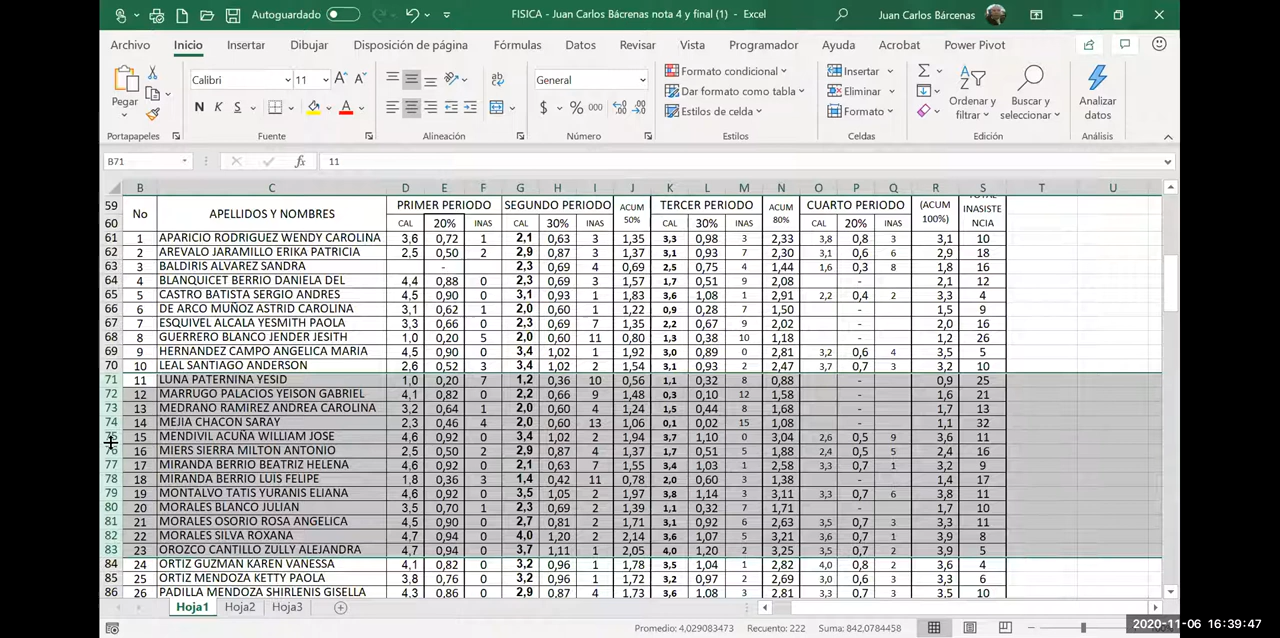 Autoguardado FISICA - Juan Carlos Bácrenas nota 4 y final (1) - Excel Juan Carlos Bárcenas
Archivo Inicio Insertar Dibujar Disposición de página Fórmulas Datos Revisar Vista Programador Ayuda Acrobat Power Pivot
Pegar Calibri 11 General Formato condicional Insertar Ordenar y filtrar Buscar y seleccionar Analizar datos
N K S $ % 000 Dar formato como tabla Eliminar
Estilos de celda Formato
Portapapeles Fuente Alineación Número Estilos Celdas Edición Análisis
B71 fx 11
B C D E F G H I J K L M N O P Q R S T U
59 No APELLIDOS Y NOMBRES PRIMER PERIODO SEGUNDO PERIODO ACUM 50% TERCER PERIODO ACUM 80% CUARTO PERIODO (ACUM 100%) INASISTE NCIA
60 CAL 20% INAS CAL 30% INAS CAL 30% INAS CAL 20% INAS
61 1 APARICIO RODRIGUEZ WENDY CAROLINA 3,6 0,72 1 2,1 0,63 3 1,35 3,3 0,98 3 2,33 3,8 0,8 3 3,1 10
62 2 AREVALO JARAMILLO ERIKA PATRICIA 2,5 0,50 2 2,9 0,87 3 1,37 3,1 0,93 7 2,30 3,1 0,6 6 2,9 18
63 3 BALDIRIS ALVAREZ SANDRA - 2,3 0,69 4 0,69 2,5 0,75 4 1,44 1,6 0,3 8 1,8 16
64 4 BLANQUICET BERRIO DANIELA DEL 4,4 0,88 0 2,3 0,69 3 1,57 1,7 0,51 9 2,08 - 2,1 12
65 5 CASTRO BATISTA SERGIO ANDRES 4,5 0,90 0 3,1 0,93 1 1,83 3,6 1,08 1 2,91 2,2 0,4 2 3,3 4
66 6 DE ARCO MUÑOZ ASTRID CAROLINA 3,1 0,62 1 2,0 0,60 1 1,22 0,9 0,28 7 1,50 - 1,5 9
67 7 ESQUIVEL ALCALA YESMITH PAOLA 3,3 0,66 0 2,3 0,69 7 1,35 2,2 0,67 9 2,02 - 2,0 16
68 8 GUERRERO BLANCO JENDER JESITH 1,0 0,20 5 2,0 0,60 11 0,80 1,3 0,38 10 1,18 - 1,2 26
69 9 HERNANDEZ CAMPO ANGELICA MARIA 4,5 0,90 0 3,4 1,02 1 1,92 3,0 0,89 0 2,81 3,2 0,6 4 3,5 5
70 10 LEAL SANTIAGO ANDERSON 2,6 0,52 3 3,4 1,02 2 1,54 3,1 0,93 2 2,47 3,7 0,7 3 3,2 10
71 11 LUNA PATERNINA YESID 1,0 0,20 7 1,2 0,36 10 0,56 1,1 0,32 8 0,88 - 0,9 25
72 12 MARRUGO PALACIOS YEISON GABRIEL 4,1 0,82 0 2,2 0,66 9 1,48 0,3 0,10 12 1,58 - 1,6 21
73 13 MEDRANO RAMIREZ ANDREA CAROLINA 3,2 0,64 1 2,0 0,60 4 1,24 1,5 0,44 8 1,68 - 1,7 13
74 14 MEJIA CHACON SARAY 2,3 0,46 4 2,0 0,60 13 1,06 0,1 0,02 15 1,08 - 1,1 32
15 MENDIVIL ACUÑA WILLIAM JOSE 4,6 0,92 0 3,4 1,02 2 1,94 3,7 1,10 0 3,04 2,6 0,5 9 3,6 11
16 MIERS SIERRA MILTON ANTONIO 2,5 0,50 2 2,9 0,87 4 1,37 1,7 0,51 5 1,88 2,4 0,5 5 2,4 16
77 17 MIRANDA BERRIO BEATRIZ HELENA 4,6 0,92 0 2,1 0,63 7 1,55 3,4 1,03 1 2,58 3,3 0,7 1 3,2 9
78 18 MIRANDA BERRIO LUIS FELIPE 1,8 0,36 3 1,4 0,42 11 0,78 2,0 0,60 3 1,38 - 1,4 17
79 19 MONTALVO TATIS YURANIS ELIANA 4,6 0,92 0 3,5 1,05 2 1,97 3,8 1,14 3 3,11 3,3 0,7 6 3,8 11
80 20 MORALES BLANCO JULIAN 3,5 0,70 1 2,3 0,69 2 1,39 1,1 0,32 7 1,71 - 1,7 10
81 21 MORALES OSORIO ROSA ANGELICA 4,5 0,90 0 2,7 0,81 2 1,71 3,1 0,92 6 2,63 3,5 0,7 3 3,3 11
82 22 MORALES SILVA ROXANA 4,7 0,94 0 4,0 1,20 2 2,14 3,6 1,07 5 3,21 3,6 0,7 1 3,9 8
83 23 OROZCO CANTILLO ZULLY ALEJANDRA 4,7 0,94 0 3,7 1,11 1 2,05 4,0 1,20 2 3,25 3,5 0,7 2 3,9 5
84 24 ORTIZ GUZMAN KAREN VANESSA 4,1 0,82 0 3,2 0,96 1 1,78 3,5 1,04 1 2,82 4,0 0,8 2 3,6 4
85 25 ORTIZ MENDOZA KETTY PAOLA 3,8 0,76 0 3,2 0,96 1 1,72 3,2 0,97 2 2,69 3,0 0,6 3 3,3 6
86 26 PADILLA MENDOZA SHIRLENIS GISELLA 4,3 0,86 0 2,9 0,87 4 1,73 3,6 1,08 0 2,81 3,5 0,7 2 3,5 10
Hoja1 Hoja2 Hoja3
Promedio: 4,029083473 Recuento: 222 Suma: 842,0784458
2020-11-06 16:39:47